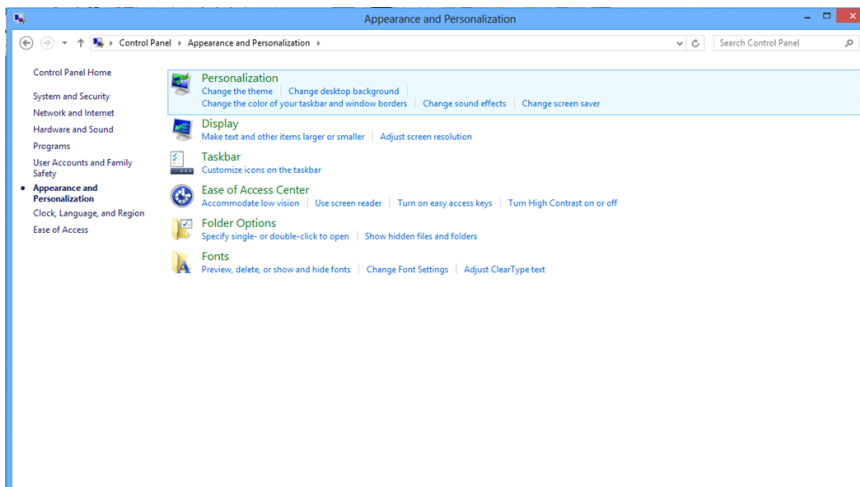 Appearance and Personalization
Control Panel Appearance and Personalization
Search Control Panel
Control Panel Home
System and Security
Network and Internet
Hardware and Sound
Programs
User Accounts and Family
Safety
Appearance and
Personalization
Clock, Language, and Region
Ease of Access
Personalization
Change the theme Change desktop background
Change the color of your taskbar and window borders Change sound effects Change screen saver
Display
Make text and other items larger or smaller Adjust screen resolution
Taskbar
Customize icons on the taskbar
Ease of Access Center
Accommodate low vision Use screen reader Turn on easy access keys Turn High Contrast on or off
Folder Options
Specify single- or double-click to open Show hidden files and folders
Fonts
Preview, delete, or show and hide fonts Change Font Settings Adjust ClearType text